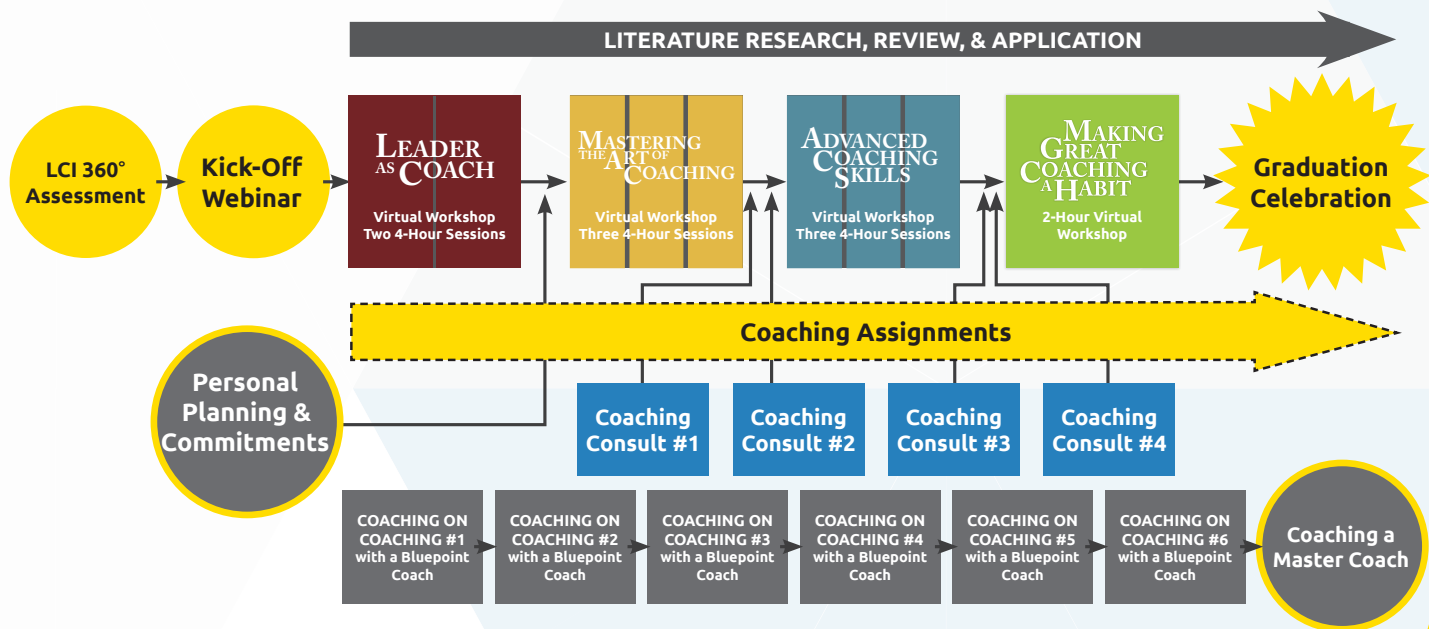 LITERATURE RESEARCH, REVIEW, & APPLICATION
LCI 360°
Assessment
Kick-Off
Webinar
LEADER
AS COACH
Virtual Workshop
Two 4-Hour Sessions
MASTERING
THE ART OF
COACHING
Virtual Workshop
Three 4-Hour Sessions
ADVANCED
COACHING
SKILLS
Virtual Workshop
Three 4-Hour Sessions
MAKING
GREAT
COACHING
A HABIT
2-Hour Virtual
Workshop
Graduation
Celebration
Coaching Assignments
Personal
Planning &
Commitments
Coaching
Consult #1
Coaching
Consult #2
Coaching
Consult #3
Coaching
Consult #4
COACHING ON
COACHING #1
with a Bluepoint
Coach
COACHING ON
COACHING #2
with a Bluepoint
Coach
COACHING ON
COACHING #3
with a Bluepoint
Coach
COACHING ON
COACHING #4
with a Bluepoint
Coach
COACHING ON
COACHING #5
with a Bluepoint
Coach
COACHING ON
COACHING #6
with a Bluepoint
Coach
Coaching a
Master Coach